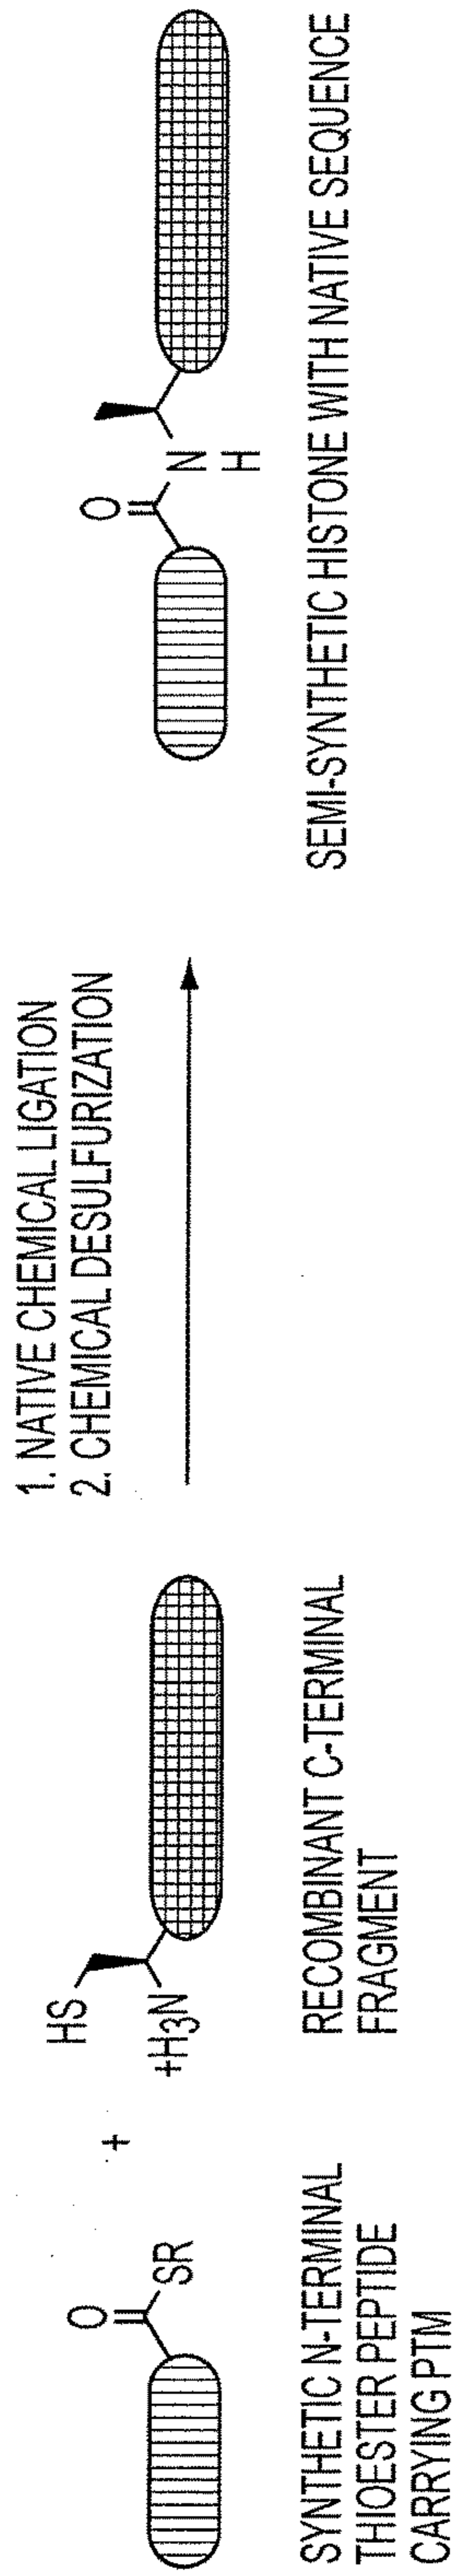 O
SR
SYNTHETIC N-TERMINAL
THIOESTER PEPTIDE
CARRYING PTM
+
HS
+H3N
RECOMBINANT C-TERMINAL
FRAGMENT
1. NATIVE CHEMICAL LIGATION
2. CHEMICAL DESULFURIZATION
O
N
H
SEMI-SYNTHETIC HISTONE WITH NATIVE SEQUENCE